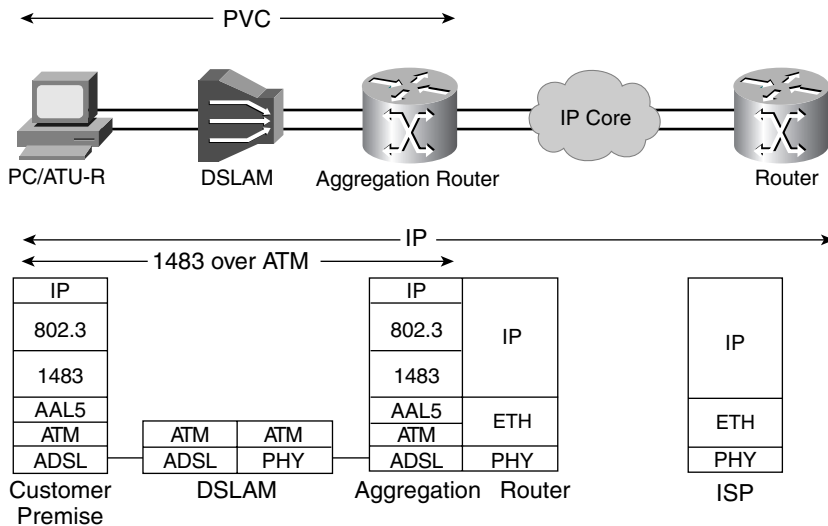 PVC
IP Core
PC/ATU-R
DSLAM
Aggregation Router
Router
IP
1483 over ATM
IP
802.3
1483
AAL5
ATM
ADSL
ATM
ATM
ADSL
PHY
IP
802.3
1483
AAL5
ATM
ADSL
IP
ETH
PHY
IP
ETH
PHY
Customer
Premise
DSLAM
Aggregation Router
ISP